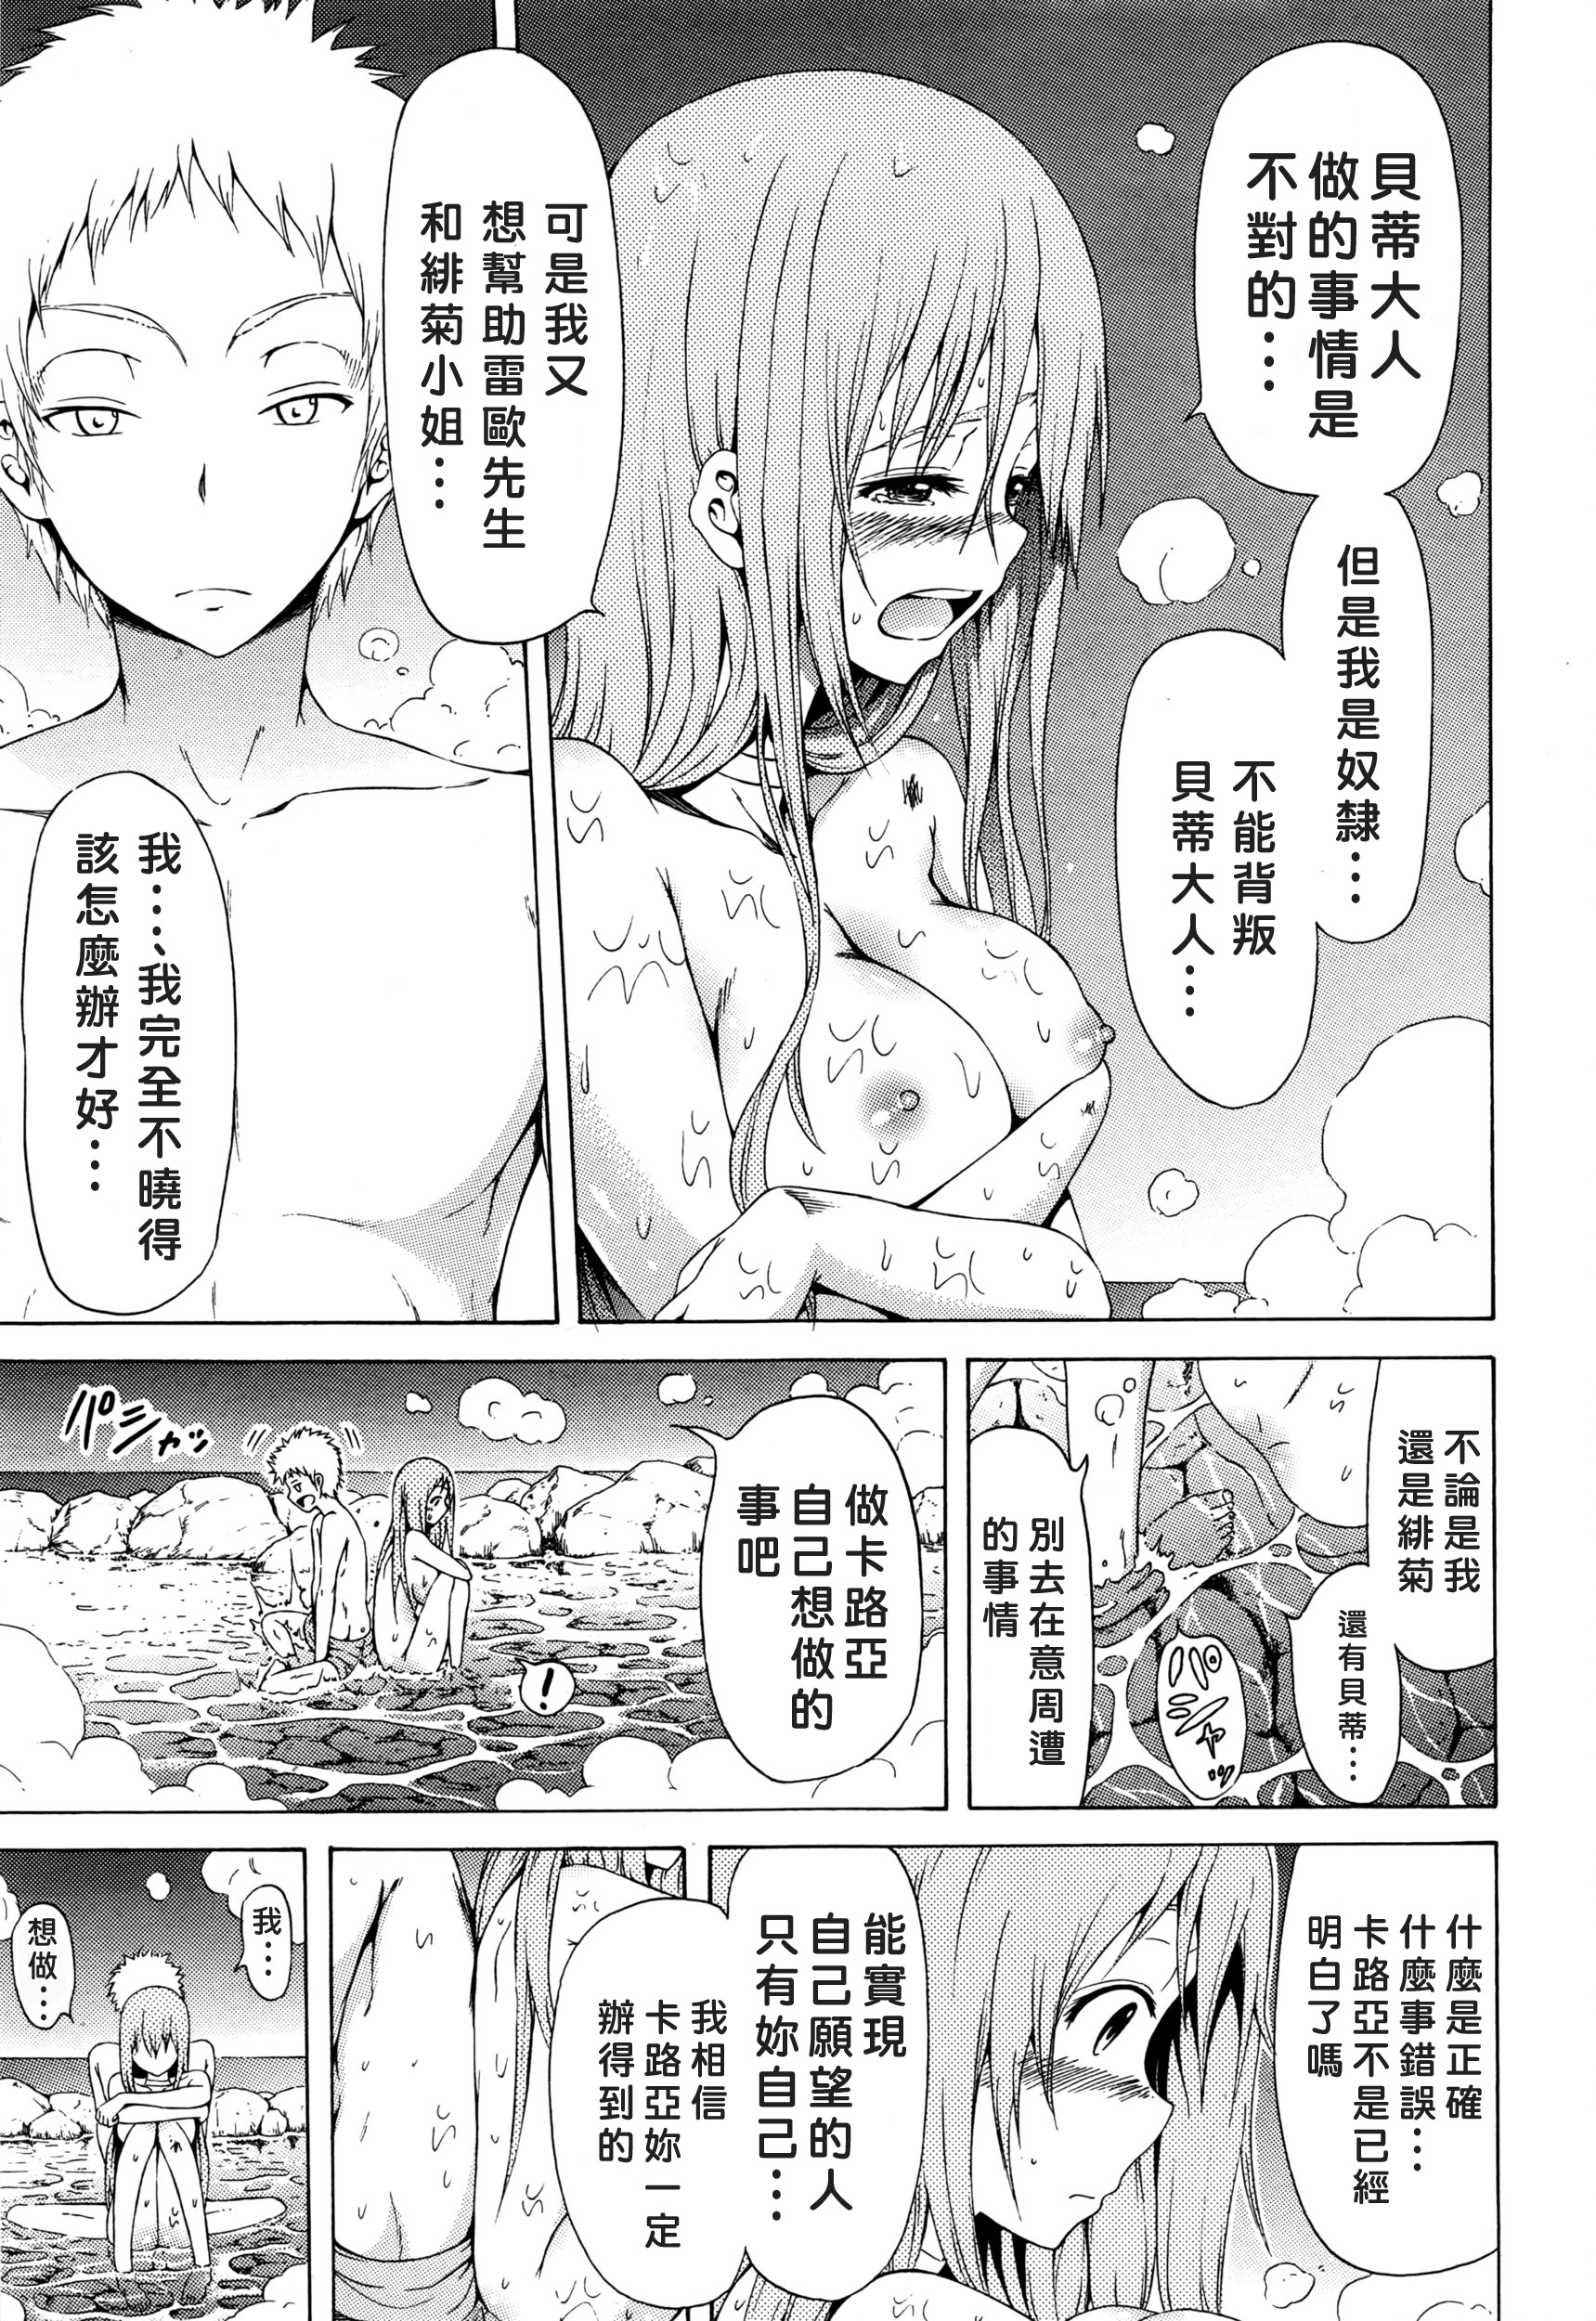 貝蒂大人
做的事情是
不對的…
但是我是奴隸…
不能背叛
貝蒂大人…
可是我又
想幫助雷歐先生
和緋菊小姐…
我…、我完全不曉得
該怎麼辦才好…
不論是我
還是緋菊
還有貝蒂…
パシャッ
別去在意周遭
的事情
做卡路亞
自己想做的
事吧
!
パシャッ
什麼是正確
什麼事錯誤…
卡路亞不是已經
明白了嗎
能實現
自己願望的人
只有妳自己…
我相信
卡路亞妳一定
辦得到的
我…
想做…